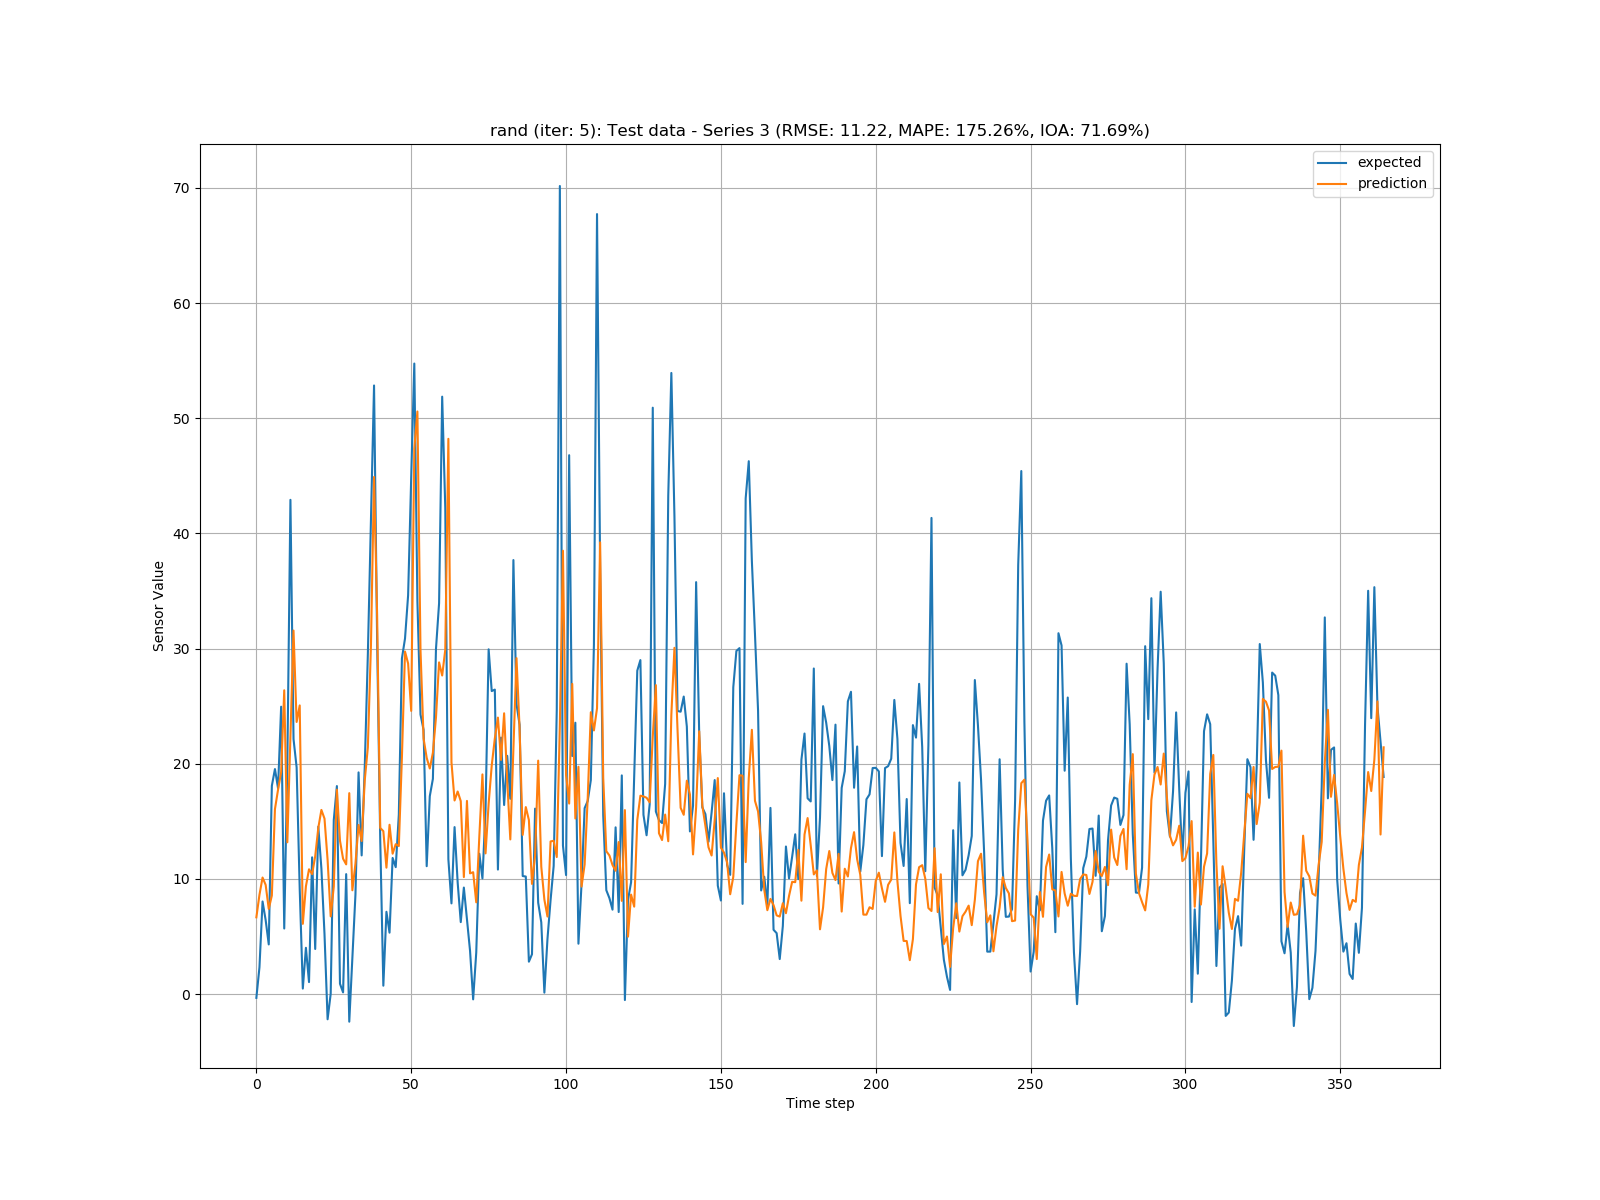 rand (iter: 5): Test data - Series 3 (RMSE: 11.22, MAPE: 175.26%, IOA: 71.69%)
expected
prediction
70
60
50
40
30
20
10
0
Sensor Value
0 50 100 150 200 250 300 350
Time step